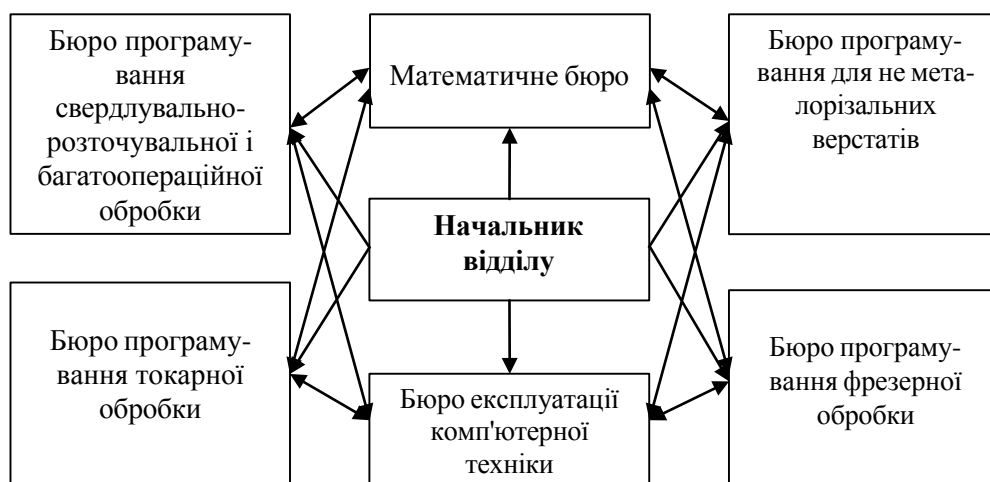 Бюро програму-
вання
свердлувально-
розточувальної і
багатоопераційної
обробки
Математичне бюро
Бюро програму-
вання для не мета-
лорізальних
верстатів
Начальник
відділу
Бюро програму-
вання токарної
обробки
Бюро експлуатації
комп'ютерної
техніки
Бюро програму-
вання фрезерної
обробки